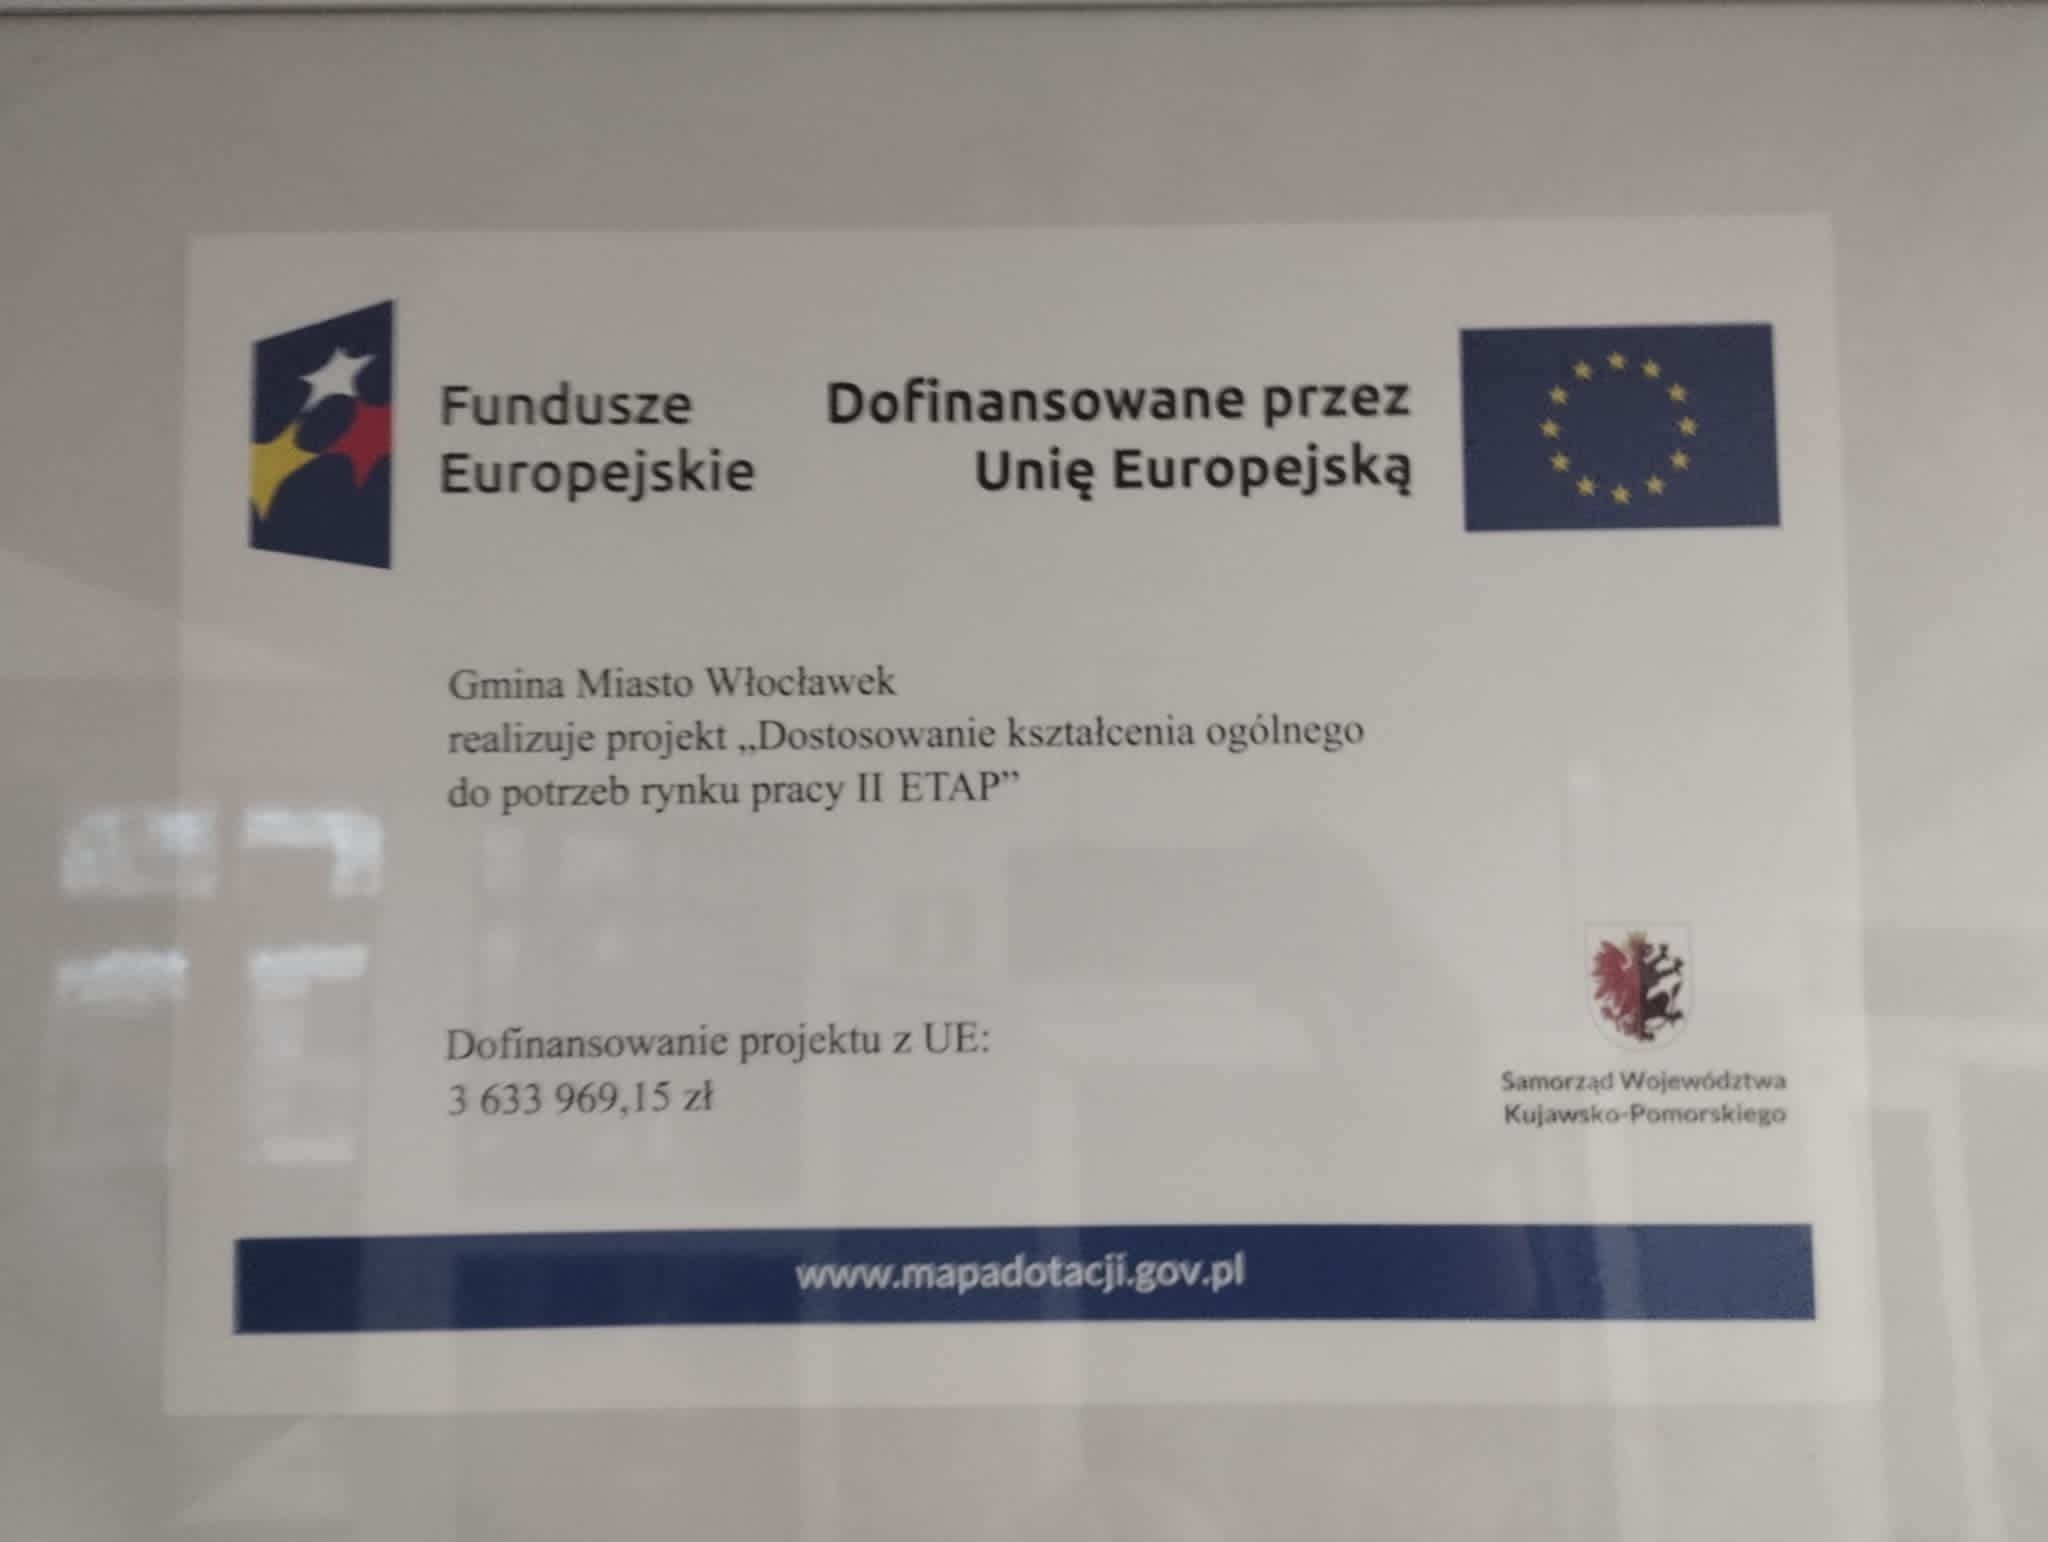 Fundusze
Europejskie
Dofinansowane przez
Unię Europejską
Gmina Miasto Włocławek
realizuje projekt „Dostosowanie kształcenia ogólnego
do potrzeb rynku pracy II ETAP”
Dofinansowanie projektu z UE:
3 633 969,15 zł
Samorząd Województwa
Kujawsko-Pomorskiego
www.mapadotacji.gov.pl